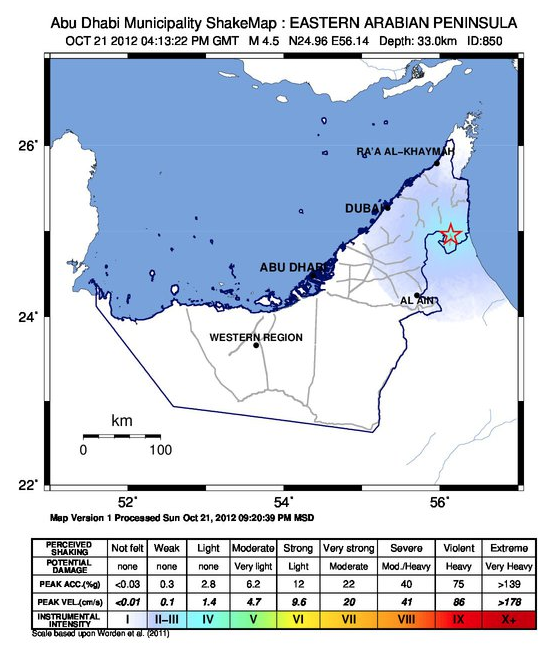 Abu Dhabi Municipality ShakeMap : EASTERN ARABIAN PENINSULA
OCT 21 2012 04:13:22 PM GMT M 4.5 N24.96 E56.14 Depth: 33.0km ID:850
26˚
RA'A AL-KHAYMAH
DUBAI
ABU DHABI
AL AIN
24˚
WESTERN REGION
km
0 100
22˚
52˚ 54˚ 56˚
Map Version 1 Processed Sun Oct 21, 2012 09:20:39 PM MSD
PERCEIVED SHAKING Not felt Weak Light Moderate Strong Very strong Severe Violent Extreme
POTENTIAL DAMAGE none none none Very light Light Moderate Mod./Heavy Heavy Very Heavy
PEAK ACC.(%g) <0.03 0.3 2.8 6.2 12 22 40 75 >139
PEAK VEL.(cm/s) <0.01 0.1 1.4 4.7 9.6 20 41 86 >178
INSTRUMENTAL INTENSITY I II-III IV V VI VII VIII IX X+
Scale based upon Worden et al. (2011)